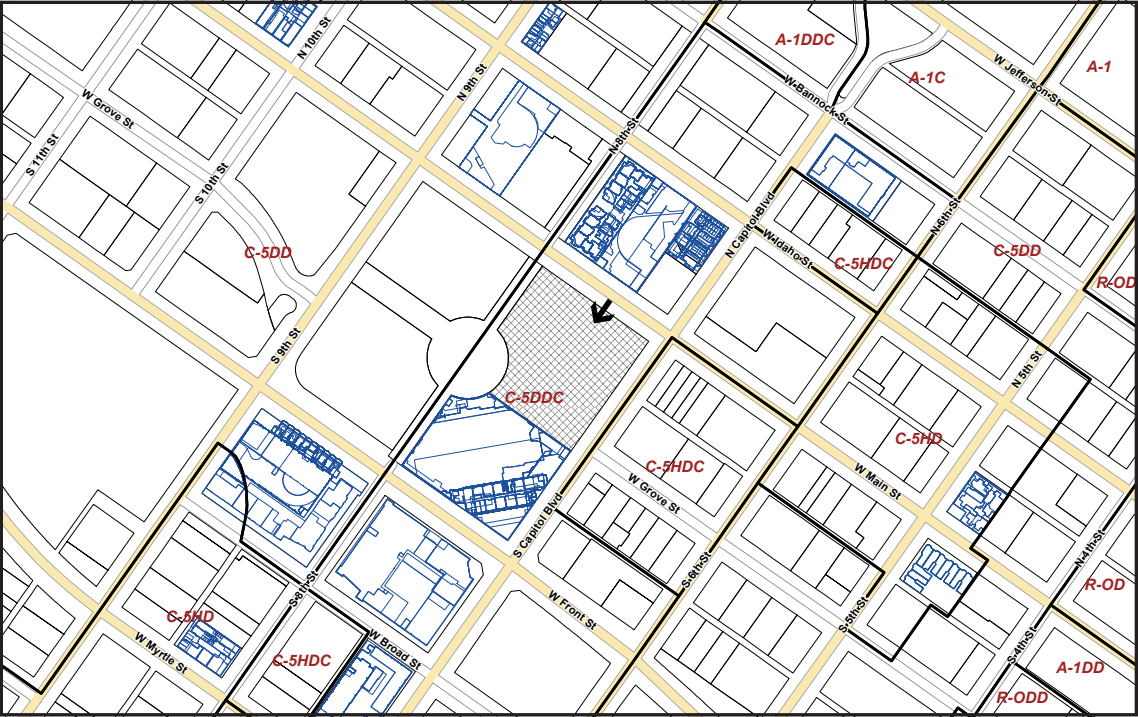 N 10th St
A-1DDC
W Jefferson St
A-1
N 9th St
A-1C
W Bannock St
W Grove St
N 8th St
S 11th St
S 10th St
N Capitol Blvd
N 6th St
W Idaho St
C-5DD
C-5HDC
C-5DD
R-OD
S 9th St
N 5th St
C-5DDC
C-5HD
C-5HDC
W Main St
W Grove St
S Capitol Blvd
N 4th St
S 6th St
R-OD
S 8th St
W Front St
S 5th St
C-5HD
W Myrtle St
C-5HDC
W Broad St
S 4th St
A-1DD
R-ODD